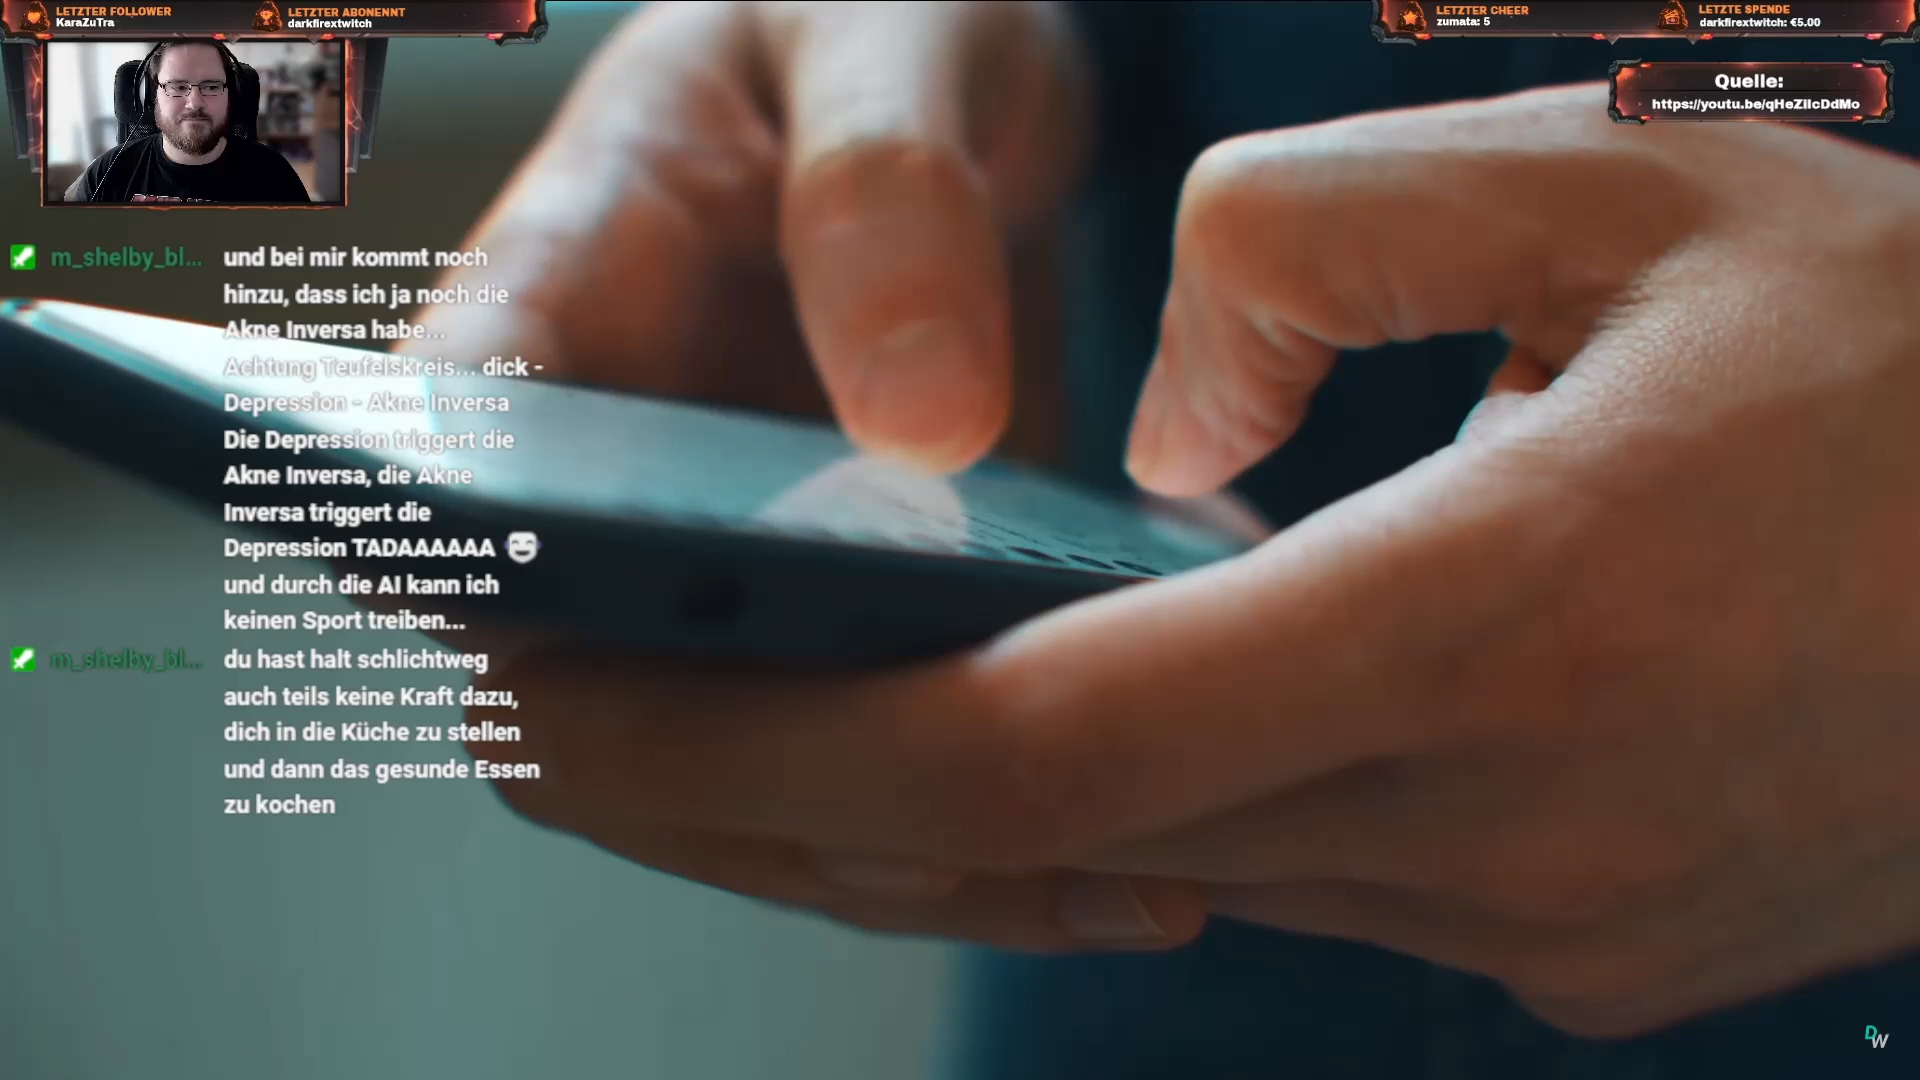 LETZTER FOLLOWER
KaraZuTra
LETZTER ABONENNT
darkfirextwitch
LETZTER CHEER
zumata: 5
LETZTE SPENDE
darkfirextwitch: €5.00
Quelle:
https://youtu.be/qHeZiIcDdMo
m_shelby_bl... und bei mir kommt noch
hinzu, dass ich ja noch die
Akne Inversa habe...
Achtung Teufelskreis... dick -
Depression - Akne Inversa
Die Depression triggert die
Akne Inversa, die Akne
Inversa triggert die
Depression TADAAAAAA
und durch die AI kann ich
keinen Sport treiben...
m_shelby_bl... du hast halt schlichtweg
auch teils keine Kraft dazu,
dich in die Küche zu stellen
und dann das gesunde Essen
zu kochen
DW